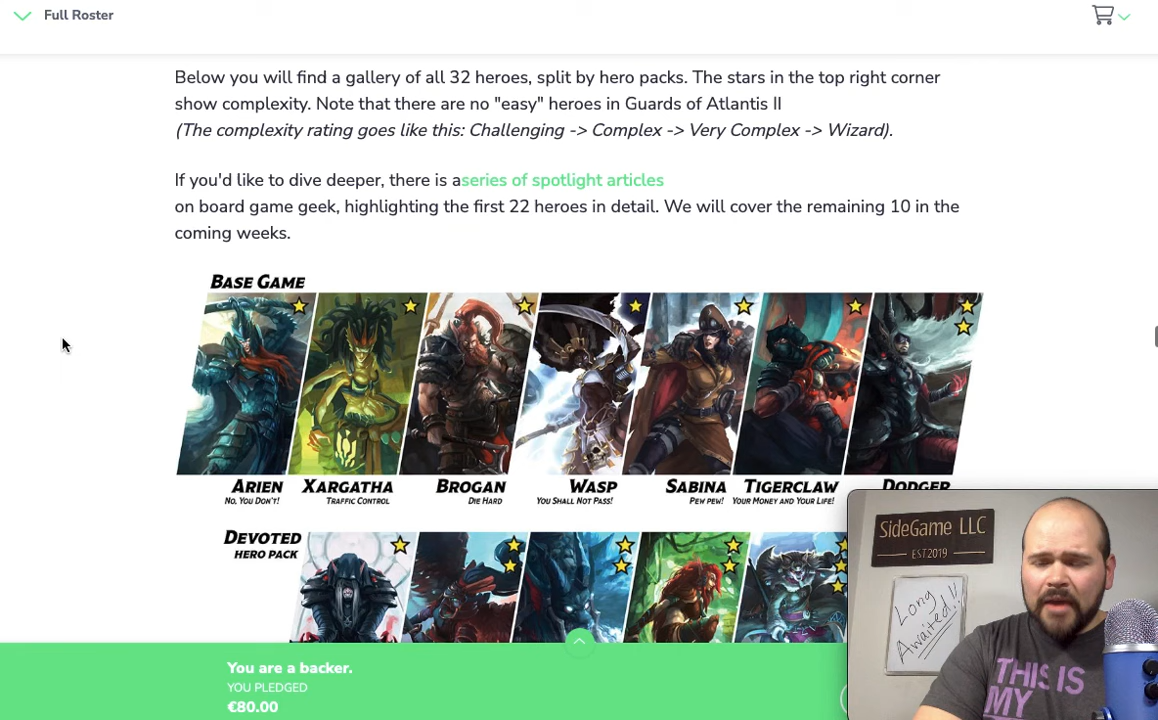 Full Roster
Below you will find a gallery of all 32 heroes, split by hero packs. The stars in the top right corner
show complexity. Note that there are no "easy" heroes in Guards of Atlantis II
(The complexity rating goes like this: Challenging -> Complex -> Very Complex -> Wizard).
If you'd like to dive deeper, there is aseries of spotlight articles
on board game geek, highlighting the first 22 heroes in detail. We will cover the remaining 10 in the
coming weeks.
BASE GAME
ARIEN XARGATHA BROGAN WASP SABINA TIGERCLAW DODGER
NO, YOU DON'T! TRAFFIC CONTROL DIE HARD YOU SHALL NOT PASS! PEW PEW! YOUR MONEY AND YOUR LIFE!
DEVOTED
HERO PACK
SideGame LLC
EST 2019
Long
Awaited!!
THIS IS
MY
You are a backer.
YOU PLEDGED
€80.00